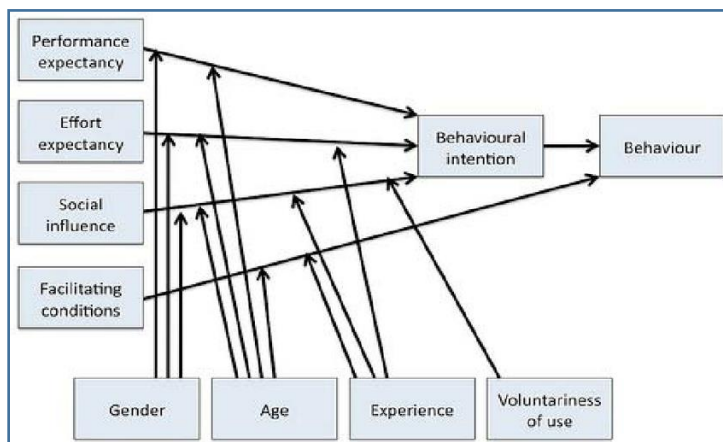 Performance
expectancy
Effort
expectancy
Behavioural
intention
Behaviour
Social
influence
Facilitating
conditions
Gender
Age
Experience
Voluntariness
of use